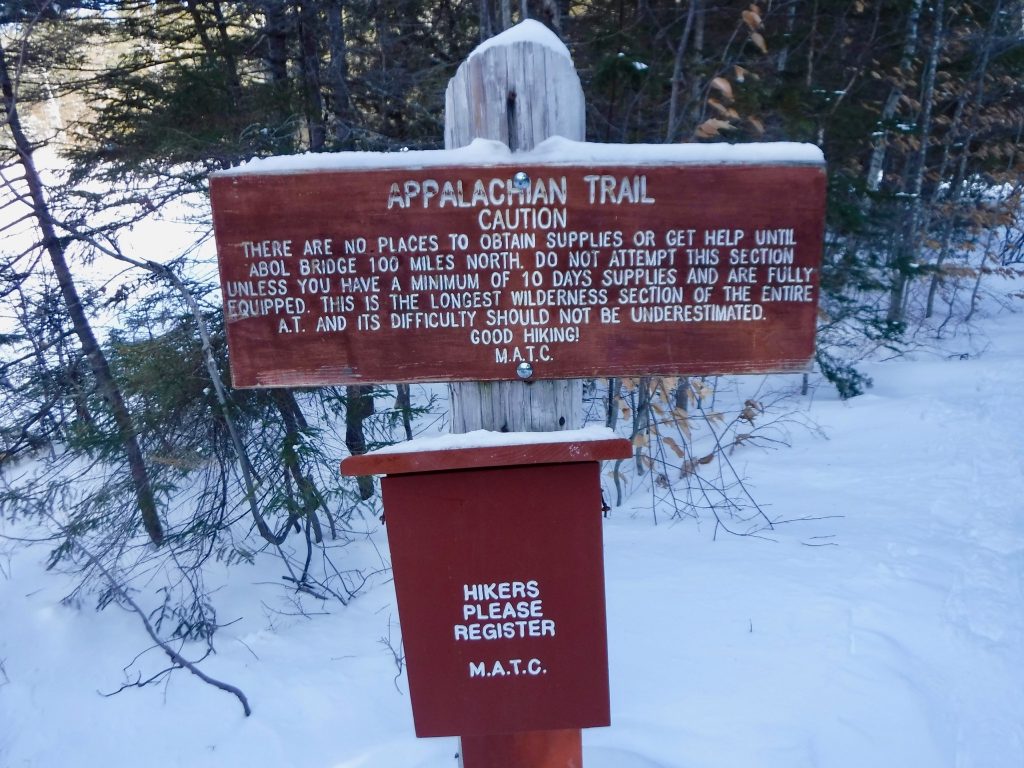 APPALACHIAN TRAIL
CAUTION
THERE ARE NO PLACES TO OBTAIN SUPPLIES OR GET HELP UNTIL
ABOL BRIDGE 100 MILES NORTH. DO NOT ATTEMPT THIS SECTION
UNLESS YOU HAVE A MINIMUM OF 10 DAYS SUPPLIES AND ARE FULLY
EQUIPPED. THIS IS THE LONGEST WILDERNESS SECTION OF THE ENTIRE
A.T. AND ITS DIFFICULTY SHOULD NOT BE UNDERESTIMATED.
GOOD HIKING!
M.A.T.C.
HIKERS
PLEASE
REGISTER
M.A.T.C.